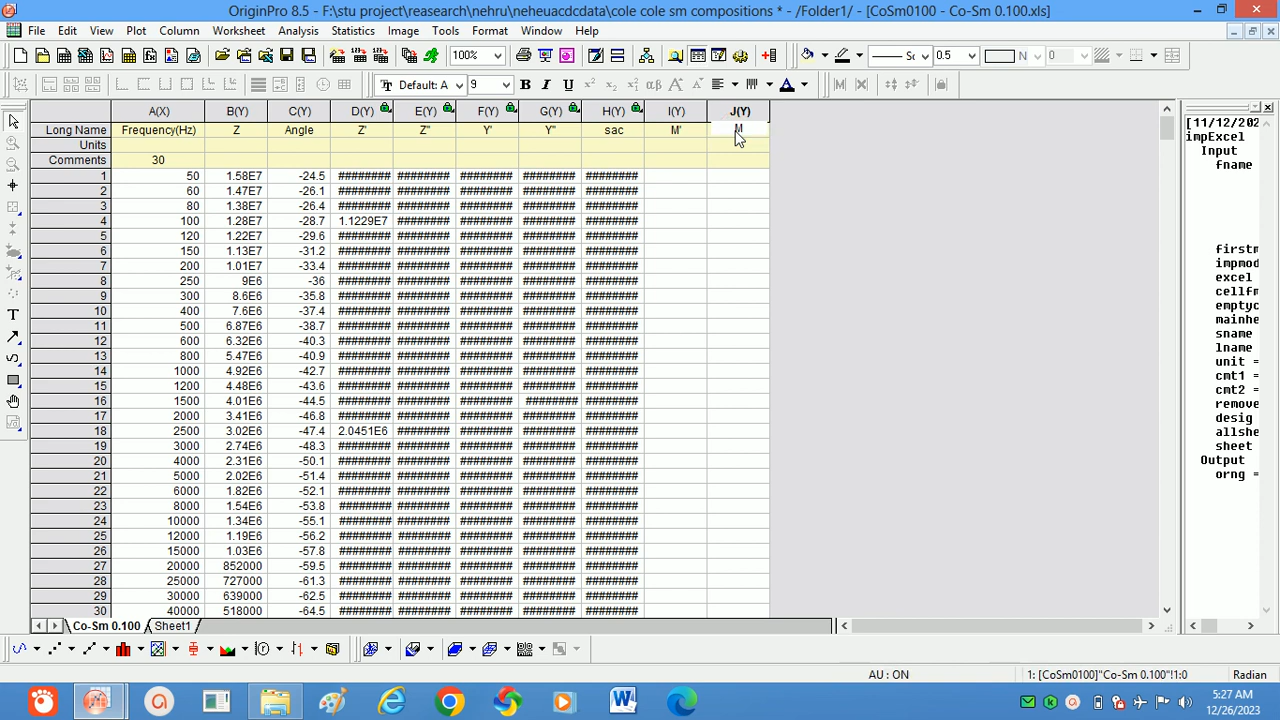 OriginPro 8.5 - F:\stu project\reasearch\nehru\neheuacdcdata\cole cole sm compositions * - /Folder1/ - [CoSm0100 - Co-Sm 0.100.xls]
File Edit View Plot Column Worksheet Analysis Statistics Image Tools Format Window Help
100% Sc 0.5
Default: A 9 B I U
A(X) B(Y) C(Y) D(Y) E(Y) F(Y) G(Y) H(Y) I(Y) J(Y)
Long Name Frequency(Hz) Z Angle Z' Z" Y' Y" sac M' M
Units
Comments 30
1 50 1.58E7 -24.5 ######## ######## ######## ######## ########
2 60 1.47E7 -26.1 ######## ######## ######## ######## ########
3 80 1.38E7 -26.4 ######## ######## ######## ######## ########
4 100 1.28E7 -28.7 1.1229E7 ######## ######## ######## ########
5 120 1.22E7 -29.6 ######## ######## ######## ######## ########
6 150 1.13E7 -31.2 ######## ######## ######## ######## ########
7 200 1.01E7 -33.4 ######## ######## ######## ######## ########
8 250 9E6 -36 ######## ######## ######## ######## ########
9 300 8.6E6 -35.8 ######## ######## ######## ######## ########
10 400 7.6E6 -37.4 ######## ######## ######## ######## ########
11 500 6.87E6 -38.7 ######## ######## ######## ######## ########
12 600 6.32E6 -40.3 ######## ######## ######## ######## ########
13 800 5.47E6 -40.9 ######## ######## ######## ######## ########
14 1000 4.92E6 -42.7 ######## ######## ######## ######## ########
15 1200 4.48E6 -43.6 ######## ######## ######## ######## ########
16 1500 4.01E6 -44.5 ######## ######## ######## ######## ########
17 2000 3.41E6 -46.8 ######## ######## ######## ######## ########
18 2500 3.02E6 -47.4 2.0451E6 ######## ######## ######## ########
19 3000 2.74E6 -48.3 ######## ######## ######## ######## ########
20 4000 2.31E6 -50.1 ######## ######## ######## ######## ########
21 5000 2.02E6 -51.4 ######## ######## ######## ######## ########
22 6000 1.82E6 -52.1 ######## ######## ######## ######## ########
23 8000 1.54E6 -53.8 ######## ######## ######## ######## ########
24 10000 1.34E6 -55.1 ######## ######## ######## ######## ########
25 12000 1.19E6 -56.2 ######## ######## ######## ######## ########
26 15000 1.03E6 -57.8 ######## ######## ######## ######## ########
27 20000 852000 -59.5 ######## ######## ######## ######## ########
28 25000 727000 -61.3 ######## ######## ######## ######## ########
29 30000 639000 -62.5 ######## ######## ######## ######## ########
30 40000 518000 -64.5 ######## ######## ######## ######## ########
Co-Sm 0.100 Sheet1
[11/12/202
impExcel
Input
fname
firstm
impmod
excel
cellfm
emptyc
mainhe
sname
lname
unit =
cmt1 =
cmt2 =
remove
desig
allshe
sheet
Output
orng =
AU : ON 1: [CoSm0100]"Co-Sm 0.100"!1:0 Radian
5:27 AM
12/26/2023